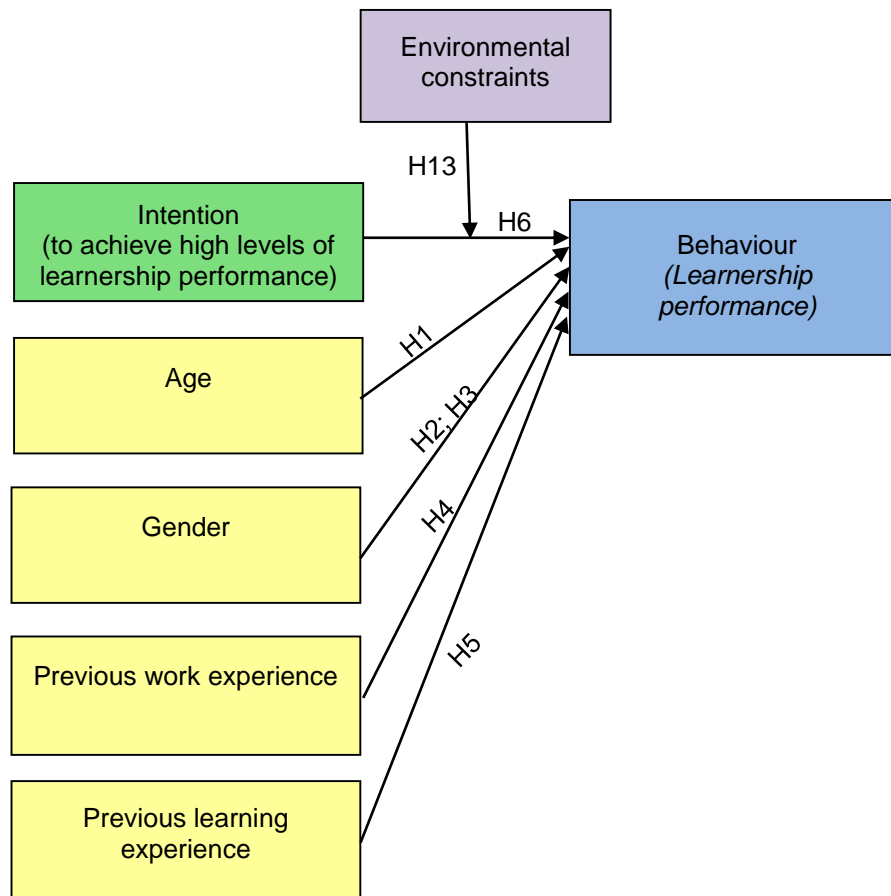 Environmental
constraints
H13
Intention
(to achieve high levels of
learnership performance)
H6
Behaviour
(Learnership
performance)
H1
Age
H2; H3
Gender
H4
Previous work experience
H5
Previous learning
experience